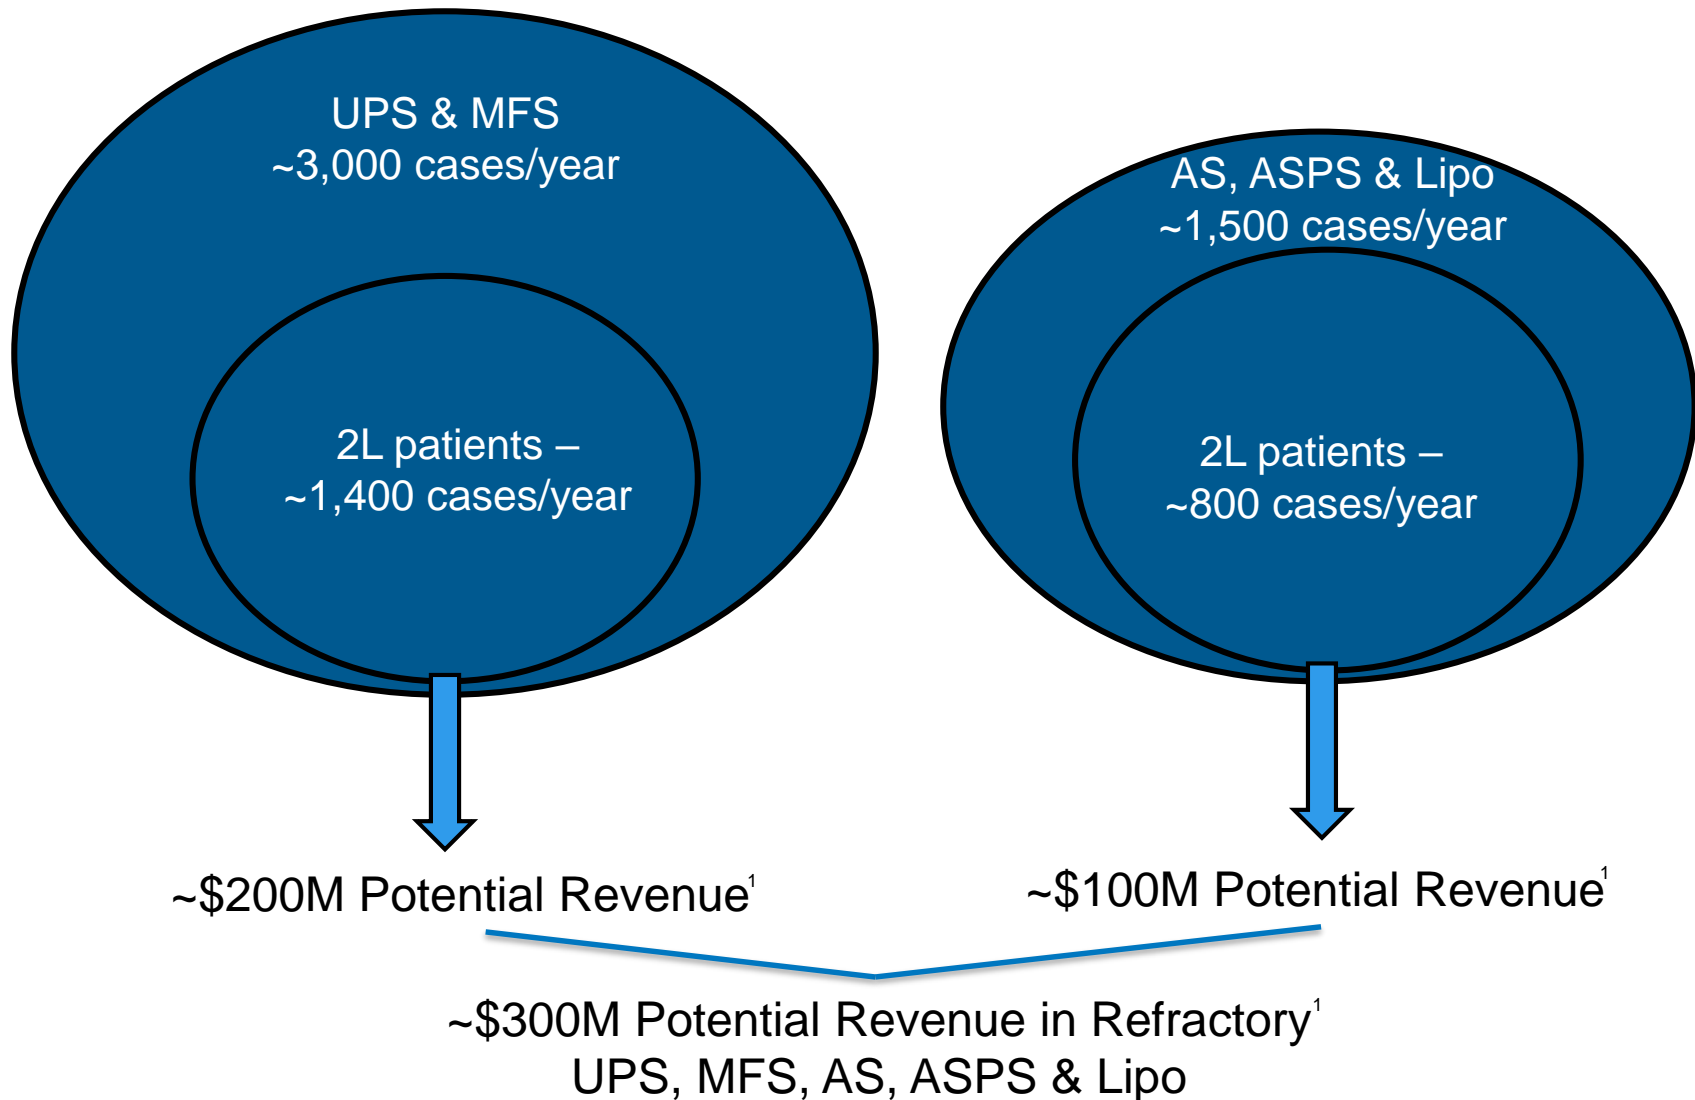 UPS & MFS
~3,000 cases/year
2L patients –
~1,400 cases/year
AS, ASPS & Lipo
~1,500 cases/year
2L patients –
~800 cases/year
~$200M Potential Revenue¹
~$100M Potential Revenue¹
~$300M Potential Revenue in Refractory¹
UPS, MFS, AS, ASPS & Lipo